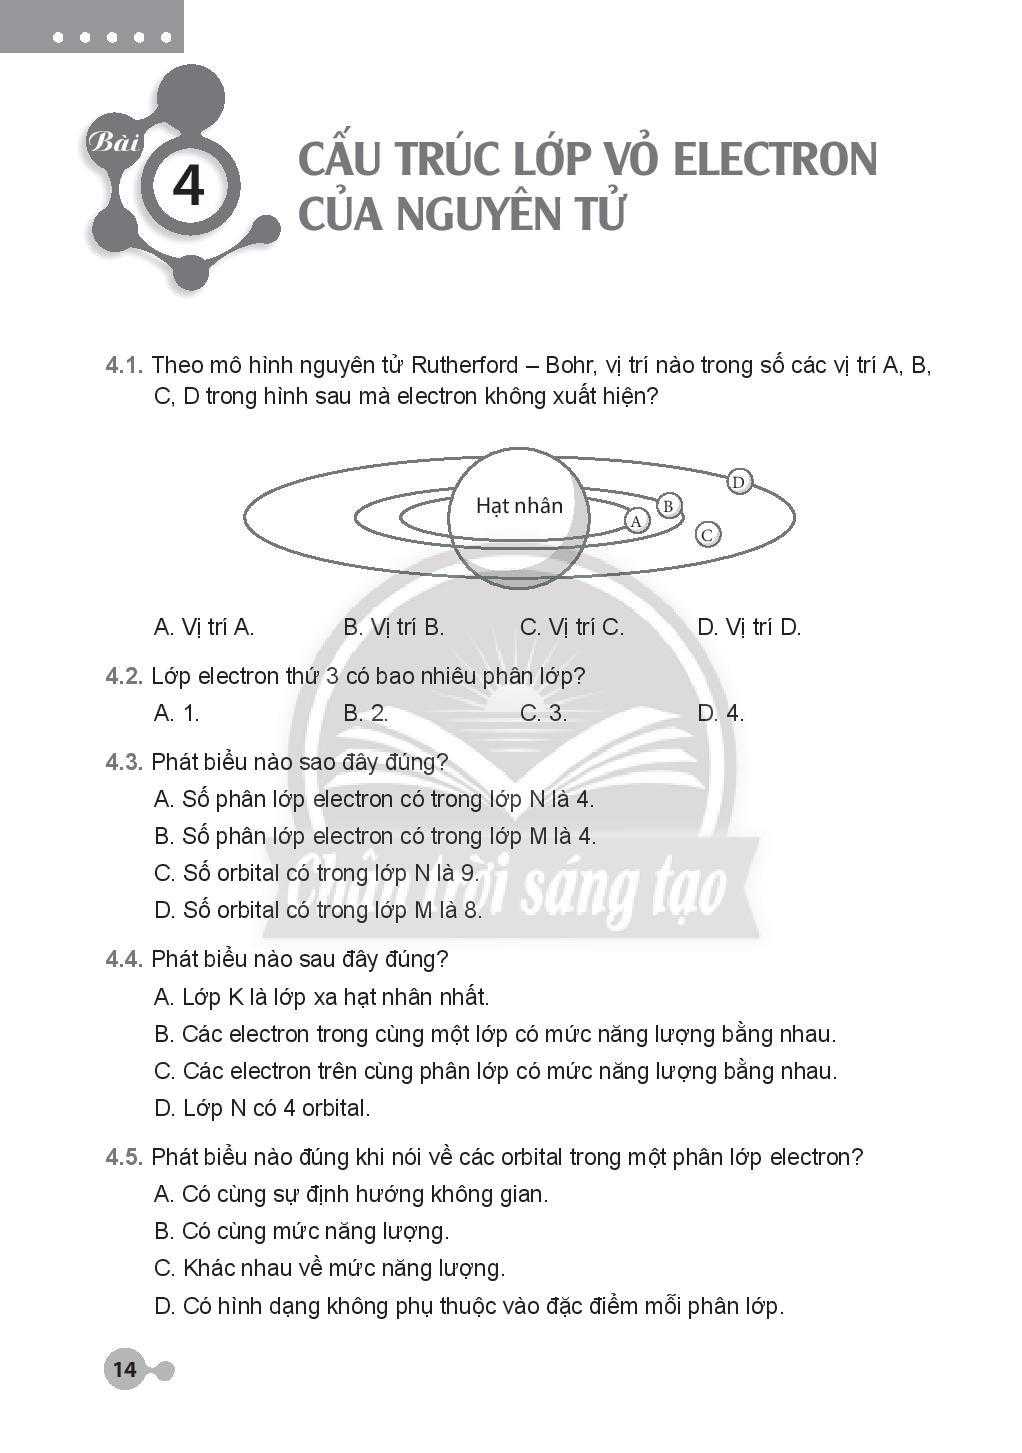 Bài
4
CẤU TRÚC LỚP VỎ ELECTRON
CỦA NGUYÊN TỬ
4.1. Theo mô hình nguyên tử Rutherford – Bohr, vị trí nào trong số các vị trí A, B,
C, D trong hình sau mà electron không xuất hiện?
Hạt nhân
A
B
C
D
A. Vị trí A. B. Vị trí B. C. Vị trí C. D. Vị trí D.
4.2. Lớp electron thứ 3 có bao nhiêu phân lớp?
A. 1. B. 2. C. 3. D. 4.
4.3. Phát biểu nào sao đây đúng?
A. Số phân lớp electron có trong lớp N là 4.
B. Số phân lớp electron có trong lớp M là 4.
C. Số orbital có trong lớp N là 9.
D. Số orbital có trong lớp M là 8.
Chân trời sáng tạo
4.4. Phát biểu nào sau đây đúng?
A. Lớp K là lớp xa hạt nhân nhất.
B. Các electron trong cùng một lớp có mức năng lượng bằng nhau.
C. Các electron trên cùng phân lớp có mức năng lượng bằng nhau.
D. Lớp N có 4 orbital.
4.5. Phát biểu nào đúng khi nói về các orbital trong một phân lớp electron?
A. Có cùng sự định hướng không gian.
B. Có cùng mức năng lượng.
C. Khác nhau về mức năng lượng.
D. Có hình dạng không phụ thuộc vào đặc điểm mỗi phân lớp.
14